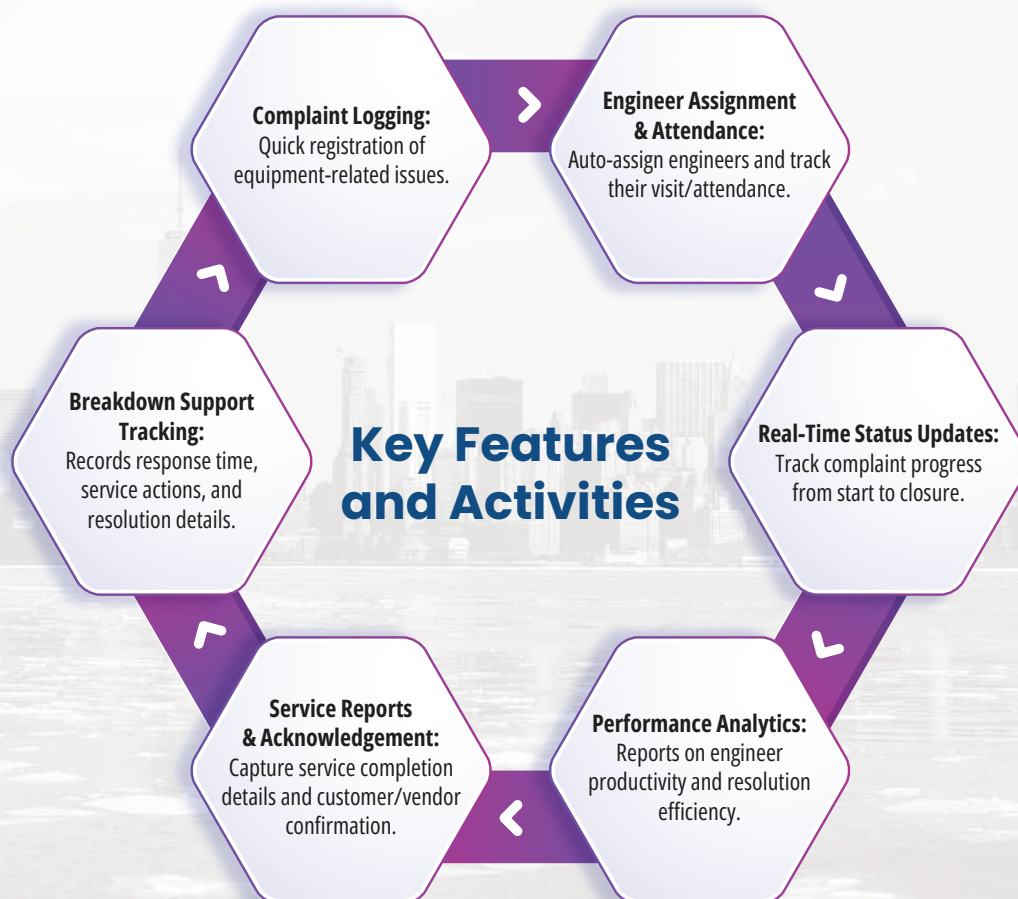 Complaint Logging:
Quick registration of
equipment-related issues.
Engineer Assignment
& Attendance:
Auto-assign engineers and track
their visit/attendance.
Real-Time Status Updates:
Track complaint progress
from start to closure.
Performance Analytics:
Reports on engineer
productivity and resolution
efficiency.
Service Reports
& Acknowledgement:
Capture service completion
details and customer/vendor
confirmation.
Breakdown Support
Tracking:
Records response time,
service actions, and
resolution details.
Key Features
and Activities